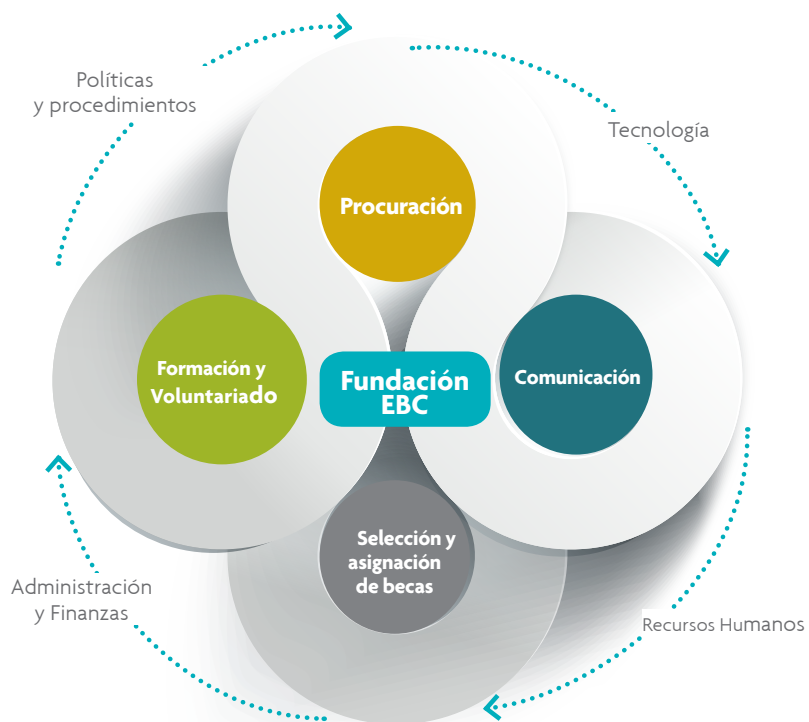 Políticas
y procedimientos
Tecnología
Procuración
Formación y
Voluntariado
Fundación
EBC
Comunicación
Selección y
asignación
de becas
Administración
y Finanzas
Recursos Humanos